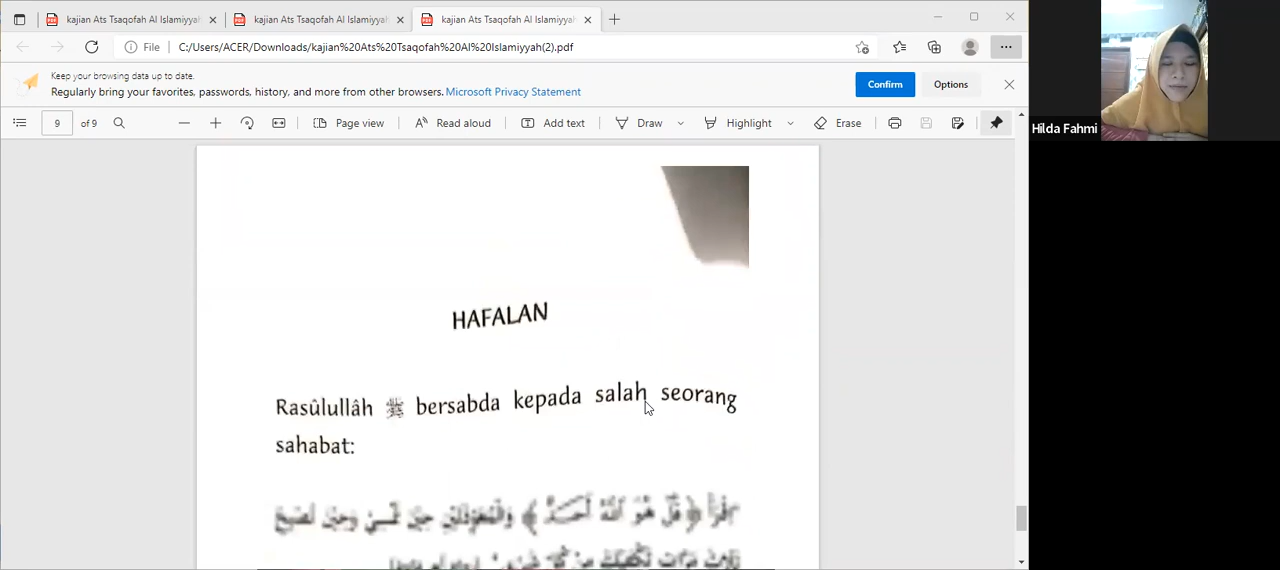 kajian Ats Tsaqofah Al Islamiyyah
kajian Ats Tsaqofah Al Islamiyyah
kajian Ats Tsaqofah Al Islamiyyah
File C:/Users/ACER/Downloads/kajian%20Ats%20Tsaqofah%20Al%20Islamiyyah(2).pdf
Keep your browsing data up to date.
Regularly bring your favorites, passwords, history, and more from other browsers. Microsoft Privacy Statement
Confirm
Options
9 of 9
Page view
Read aloud
Add text
Draw
Highlight
Erase
Hilda Fahmi
HAFALAN
Rasûlullâh ﷺ bersabda kepada salah seorang
sahabat:
﴿قُلْ هُوَ اللَّهُ أَحَدٌ﴾ وَالْمُعَوِّذَتَيْنِ حِيْنَ تُمْسِيْ وَحِيْنَ تُصْبِحُ